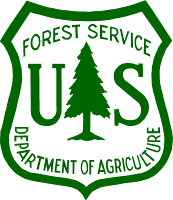 FOREST SERVICE
U S
DEPARTMENT OF AGRICULTURE